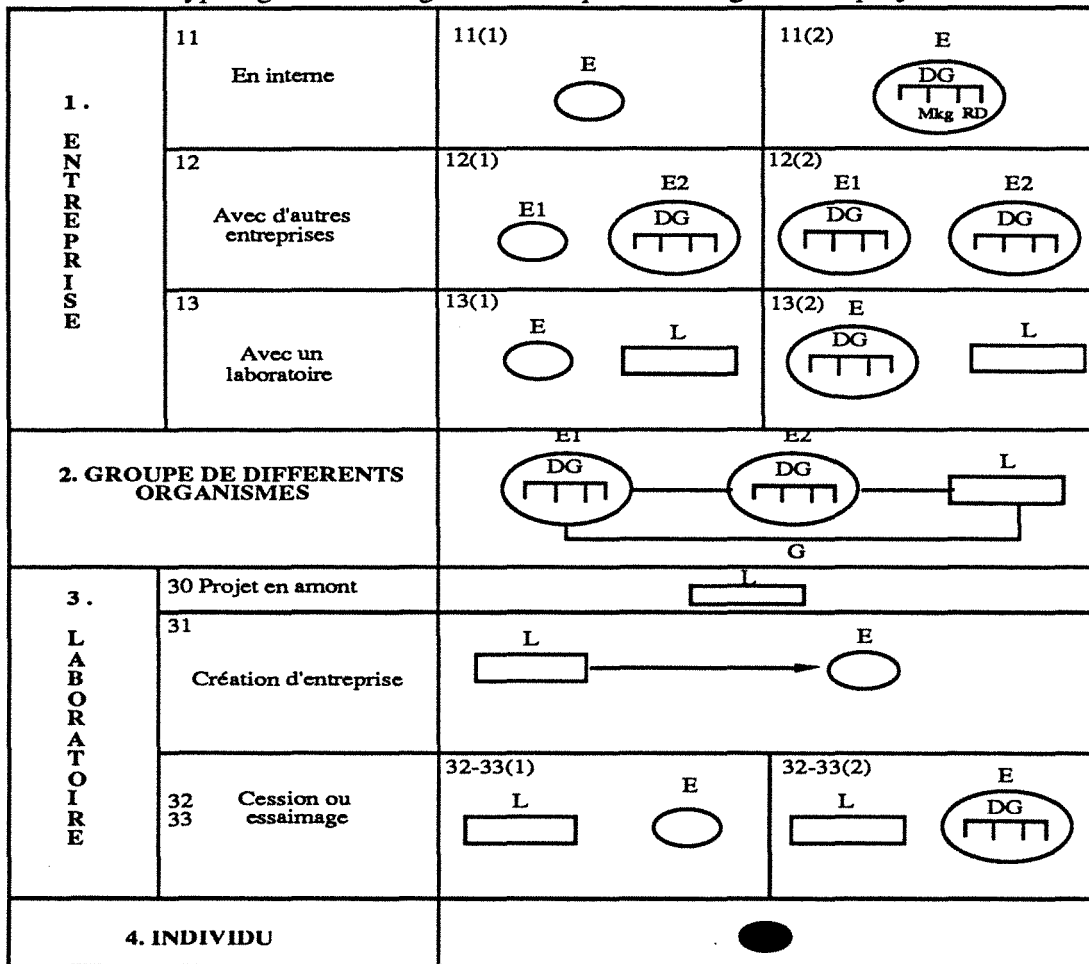 1.
ENTREPRISE
11
En interne
11(1)
E
11(2)
E
DG
Mkg RD
12
Avec d'autres
entreprises
12(1)
E1
E2
DG
12(2)
E1
DG
E2
DG
13
Avec un
laboratoire
13(1)
E
L
13(2)
E
DG
L
2. GROUPE DE DIFFERENTS
ORGANISMES
E1
DG
E2
DG
L
G
3.
LABORATOIRE
30 Projet en amont
L
31
Création d'entreprise
L
E
32
33
Cession ou
essaimage
32-33(1)
L
E
32-33(2)
L
E
DG
4. INDIVIDU